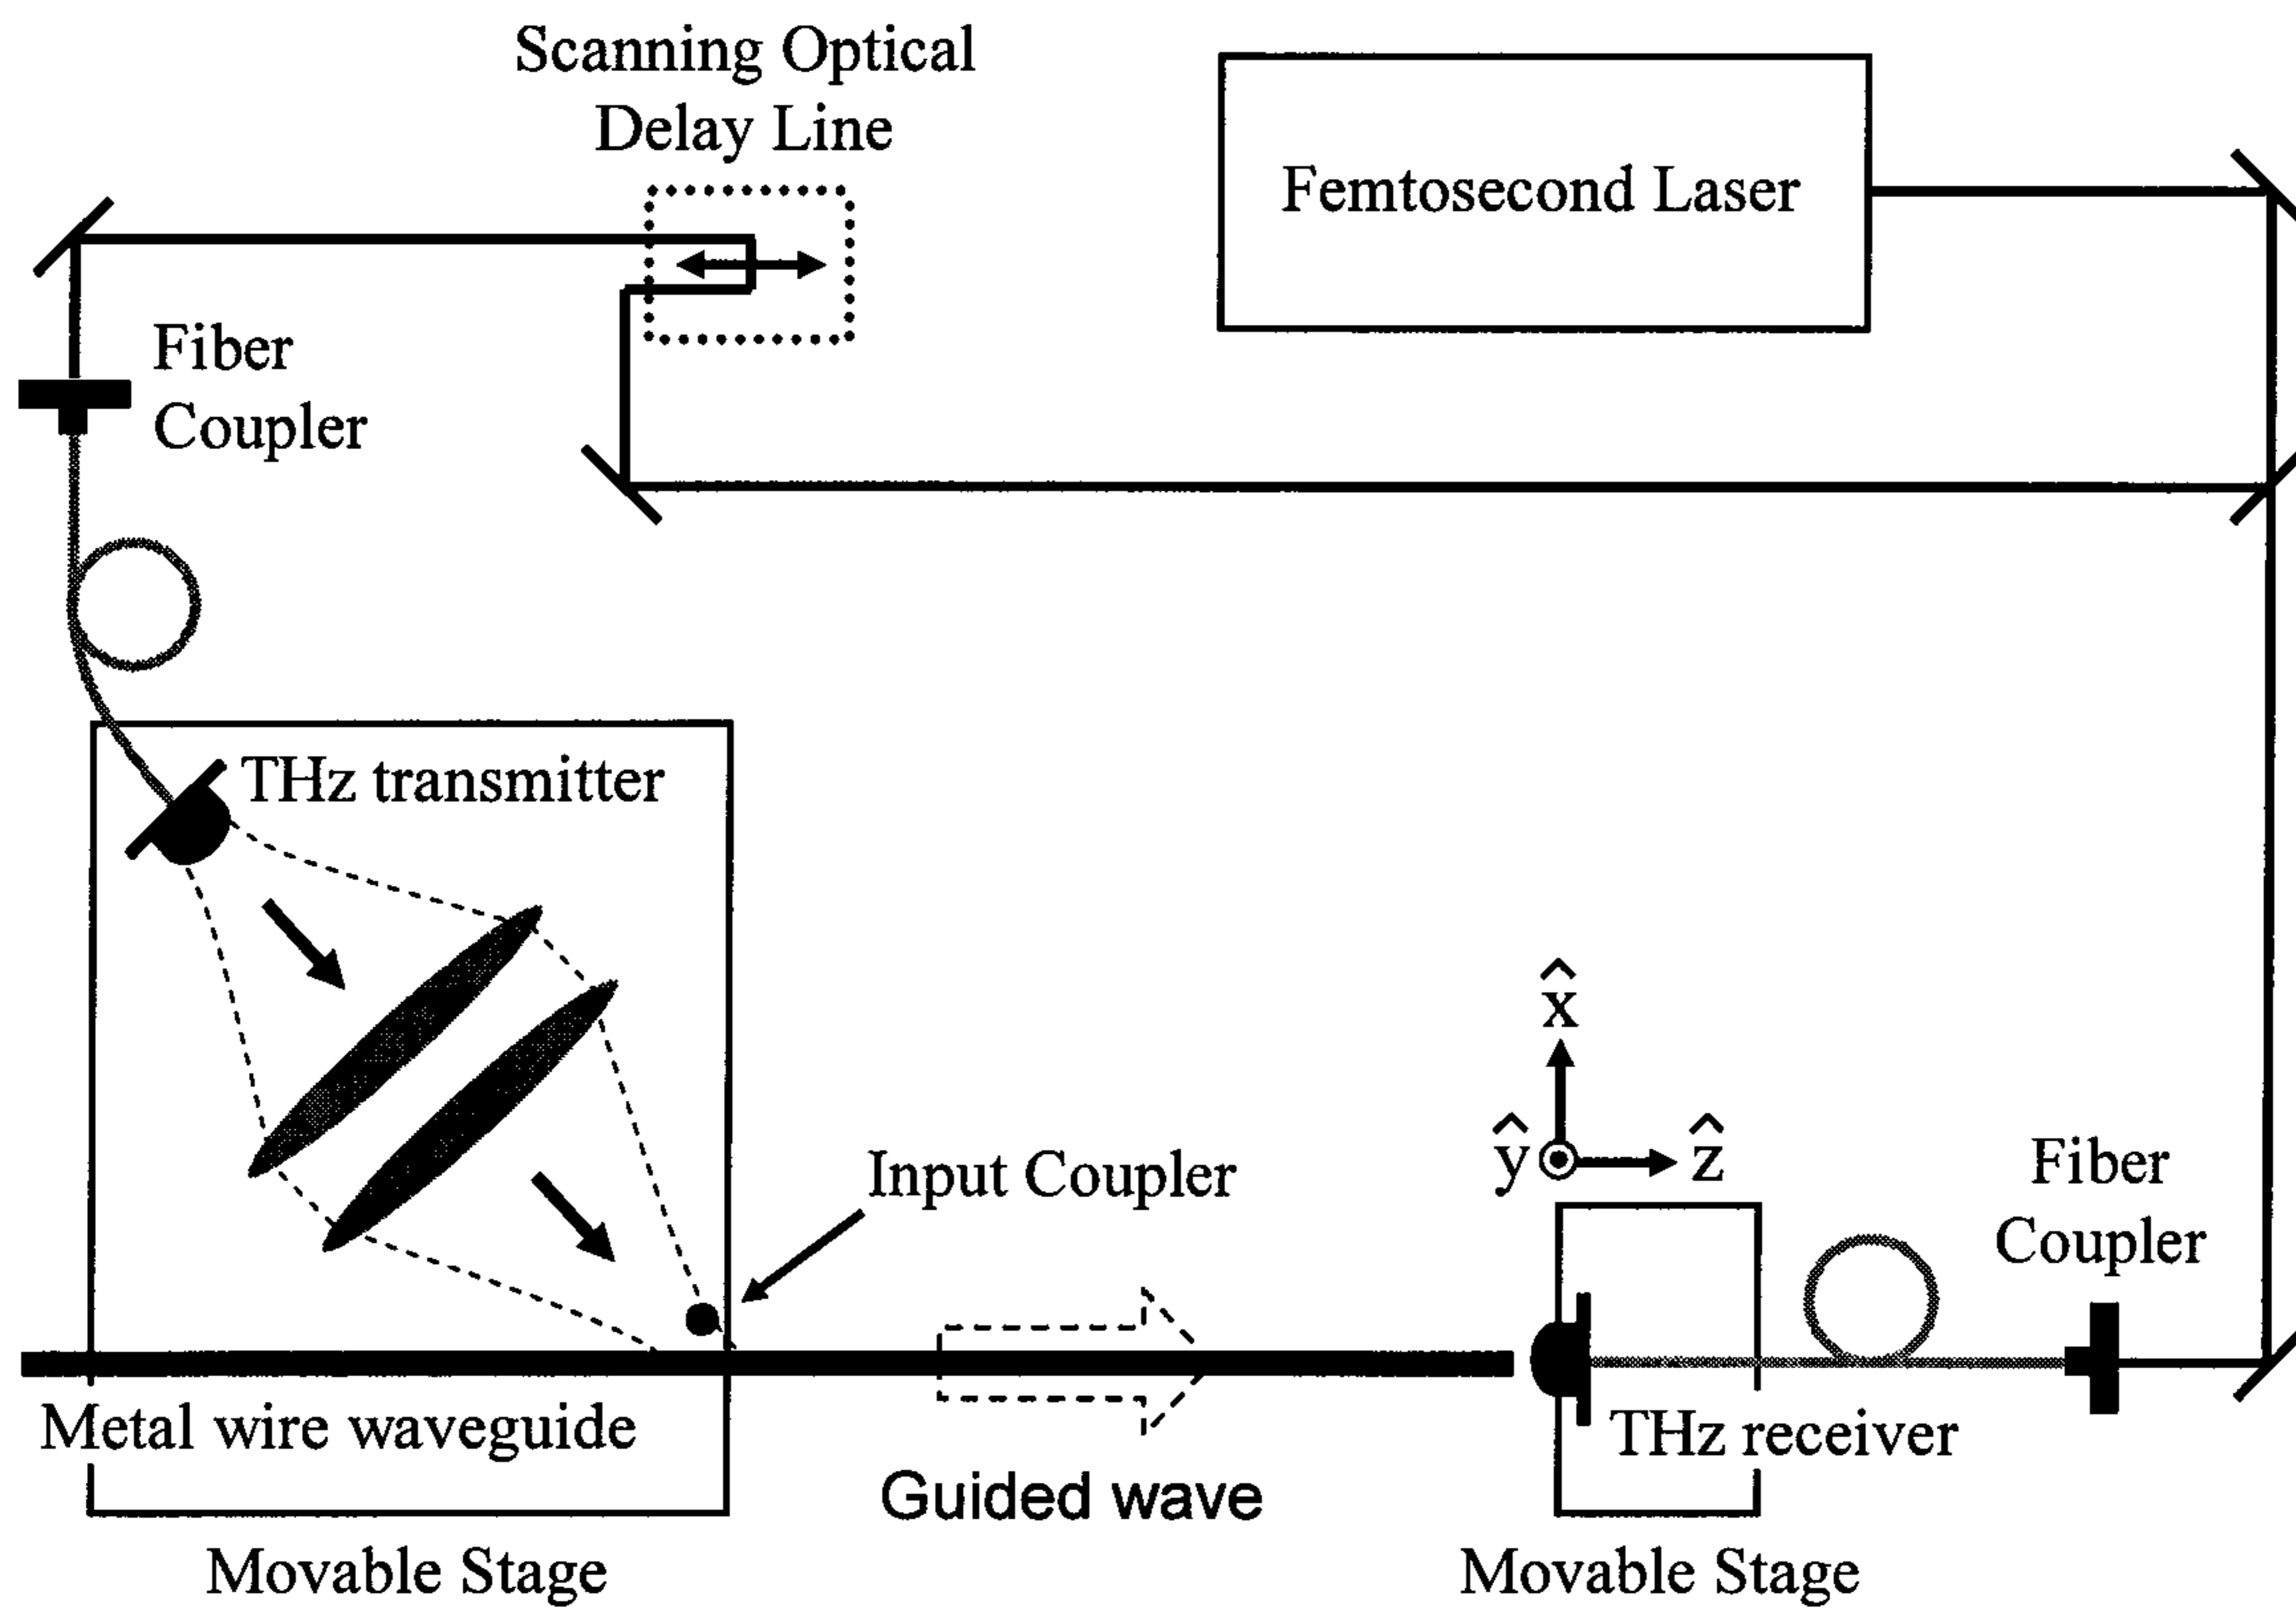 Scanning Optical
Delay Line
Femtosecond Laser
Fiber
Coupler
THz transmitter
Input Coupler
x̂
ŷ
ẑ
Fiber
Coupler
Metal wire waveguide
THz receiver
Guided wave
Movable Stage
Movable Stage